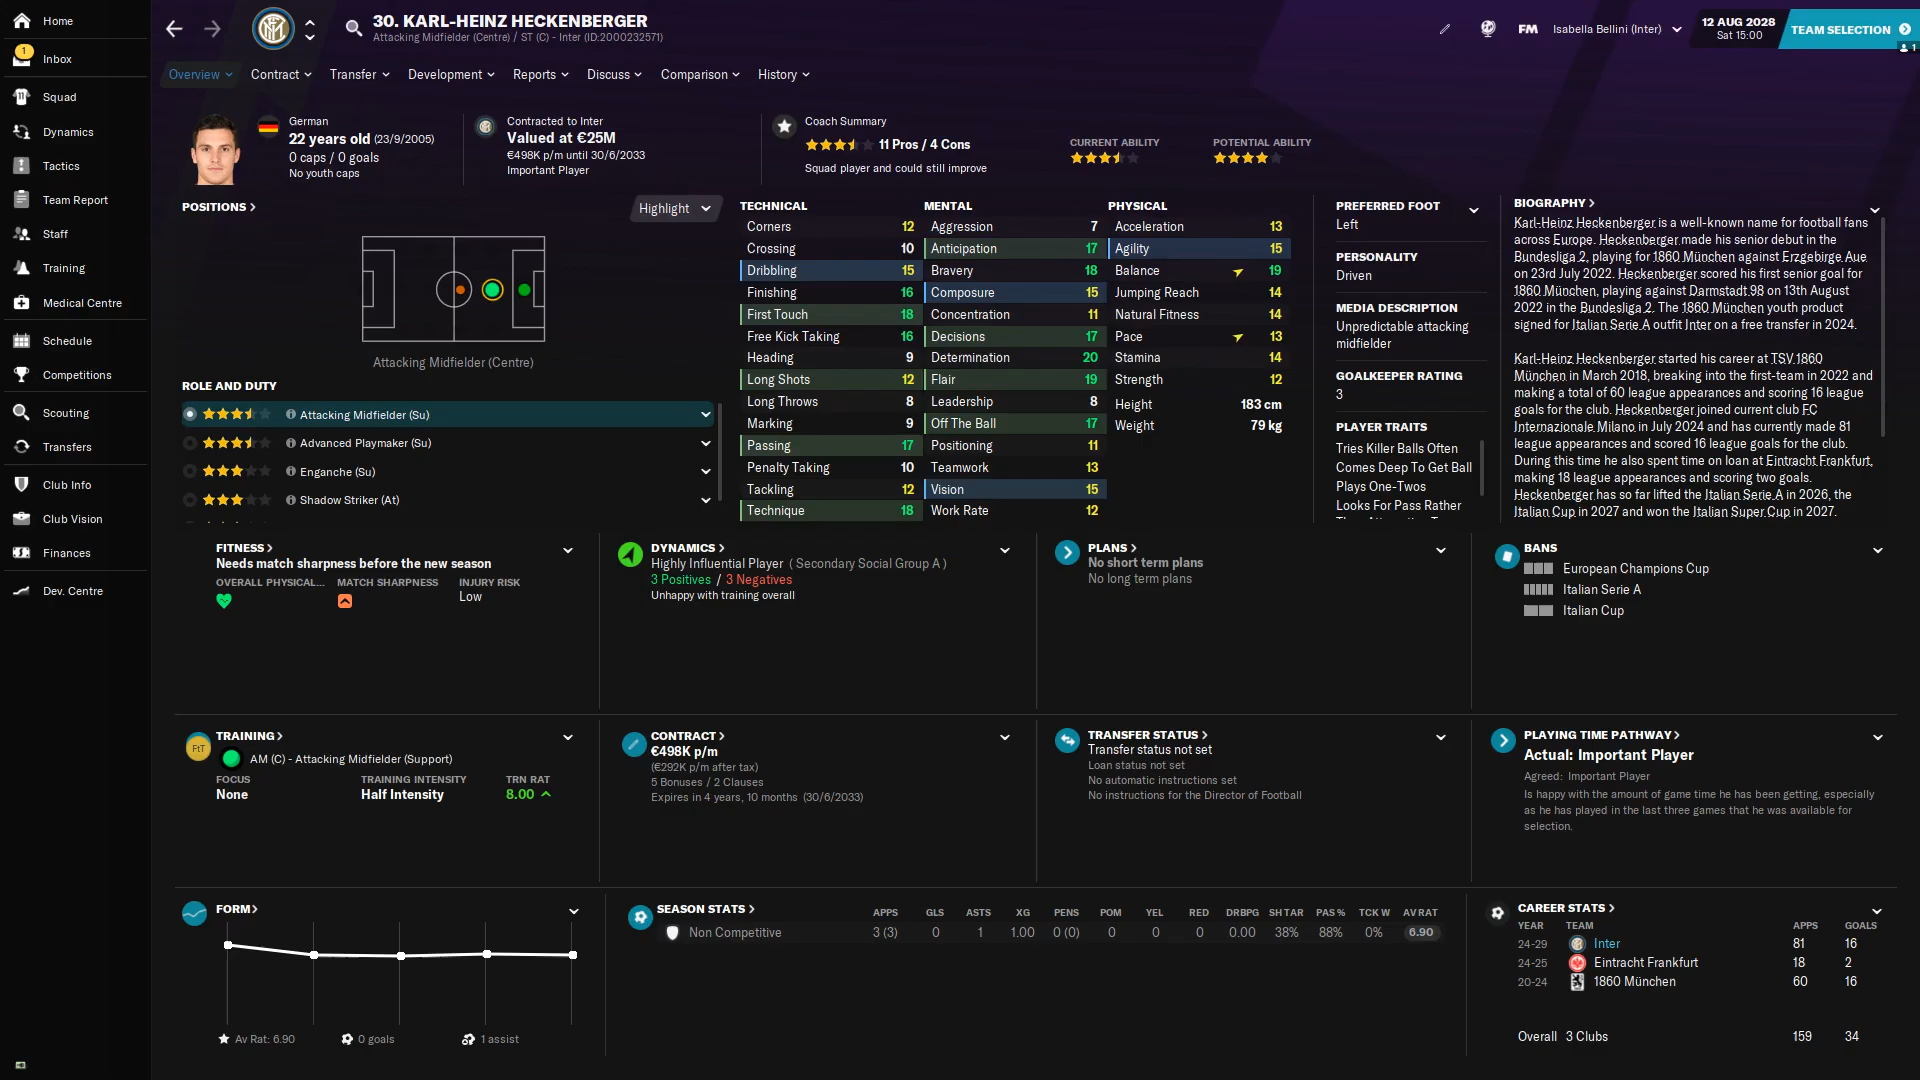 Home
1
Inbox
Squad
Dynamics
Tactics
Team Report
Staff
Training
Medical Centre
Schedule
Competitions
Scouting
Transfers
Club Info
Club Vision
Finances
Dev. Centre
30. KARL-HEINZ HECKENBERGER
Attacking Midfielder (Centre) / ST (C) - Inter (ID:2000232571)
FM
Isabella Bellini (Inter)
12 AUG 2028
Sat 15:00
TEAM SELECTION
1
Overview
Contract
Transfer
Development
Reports
Discuss
Comparison
History
German
22 years old (23/9/2005)
0 caps / 0 goals
No youth caps
Contracted to Inter
Valued at €25M
€498K p/m until 30/6/2033
Important Player
Coach Summary
11 Pros / 4 Cons
Squad player and could still improve
CURRENT ABILITY
POTENTIAL ABILITY
POSITIONS
Highlight
Attacking Midfielder (Centre)
ROLE AND DUTY
Attacking Midfielder (Su)
Advanced Playmaker (Su)
Enganche (Su)
Shadow Striker (At)
TECHNICAL
Corners 12
Crossing 10
Dribbling 15
Finishing 16
First Touch 18
Free Kick Taking 16
Heading 9
Long Shots 12
Long Throws 8
Marking 9
Passing 17
Penalty Taking 10
Tackling 12
Technique 18
MENTAL
Aggression 7
Anticipation 17
Bravery 18
Composure 15
Concentration 11
Decisions 17
Determination 20
Flair 19
Leadership 8
Off The Ball 17
Positioning 11
Teamwork 13
Vision 15
Work Rate 12
PHYSICAL
Acceleration 13
Agility 15
Balance 19
Jumping Reach 14
Natural Fitness 14
Pace 13
Stamina 14
Strength 12
Height 183 cm
Weight 79 kg
PREFERRED FOOT
Left
PERSONALITY
Driven
MEDIA DESCRIPTION
Unpredictable attacking
midfielder
GOALKEEPER RATING
3
PLAYER TRAITS
Tries Killer Balls Often
Comes Deep To Get Ball
Plays One-Twos
Looks For Pass Rather
BIOGRAPHY
Karl-Heinz Heckenberger is a well-known name for football fans
across Europe. Heckenberger made his senior debut in the
Bundesliga 2, playing for 1860 München against Erzgebirge Aue
on 23rd July 2022. Heckenberger scored his first senior goal for
1860 München, playing against Darmstadt 98 on 13th August
2022 in the Bundesliga 2. The 1860 München youth product
signed for Italian Serie A outfit Inter on a free transfer in 2024.
Karl-Heinz Heckenberger started his career at TSV 1860
München in March 2018, breaking into the first-team in 2022 and
making a total of 60 league appearances and scoring 16 league
goals for the club. Heckenberger joined current club FC
Internazionale Milano in July 2024 and has currently made 81
league appearances and scored 16 league goals for the club.
During this time he also spent time on loan at Eintracht Frankfurt,
making 18 league appearances and scoring two goals.
Heckenberger has so far lifted the Italian Serie A in 2026, the
Italian Cup in 2027 and won the Italian Super Cup in 2027.
FITNESS
Needs match sharpness before the new season
OVERALL PHYSICAL... MATCH SHARPNESS INJURY RISK
Low
DYNAMICS
Highly Influential Player ( Secondary Social Group A )
3 Positives / 3 Negatives
Unhappy with training overall
PLANS
No short term plans
No long term plans
BANS
European Champions Cup
Italian Serie A
Italian Cup
TRAINING
FtT
AM (C) - Attacking Midfielder (Support)
FOCUS TRAINING INTENSITY TRN RAT
None Half Intensity 8.00
CONTRACT
€498K p/m
(€292K p/m after tax)
5 Bonuses / 2 Clauses
Expires in 4 years, 10 months (30/6/2033)
TRANSFER STATUS
Transfer status not set
Loan status not set
No automatic instructions set
No instructions for the Director of Football
PLAYING TIME PATHWAY
Actual: Important Player
Agreed: Important Player
Is happy with the amount of game time he has been getting, especially
as he has played in the last three games that he was available for
selection.
FORM
Av Rat: 6.90 0 goals 1 assist
SEASON STATS APPS GLS ASTS XG PENS POM YEL RED DRBPG SH TAR PAS % TCK W AV RAT
Non Competitive 3 (3) 0 1 1.00 0 (0) 0 0 0 0.00 38% 88% 0% 6.90
CAREER STATS
YEAR TEAM APPS GOALS
24-29 Inter 81 16
24-25 Eintracht Frankfurt 18 2
20-24 1860 München 60 16
Overall 3 Clubs 159 34